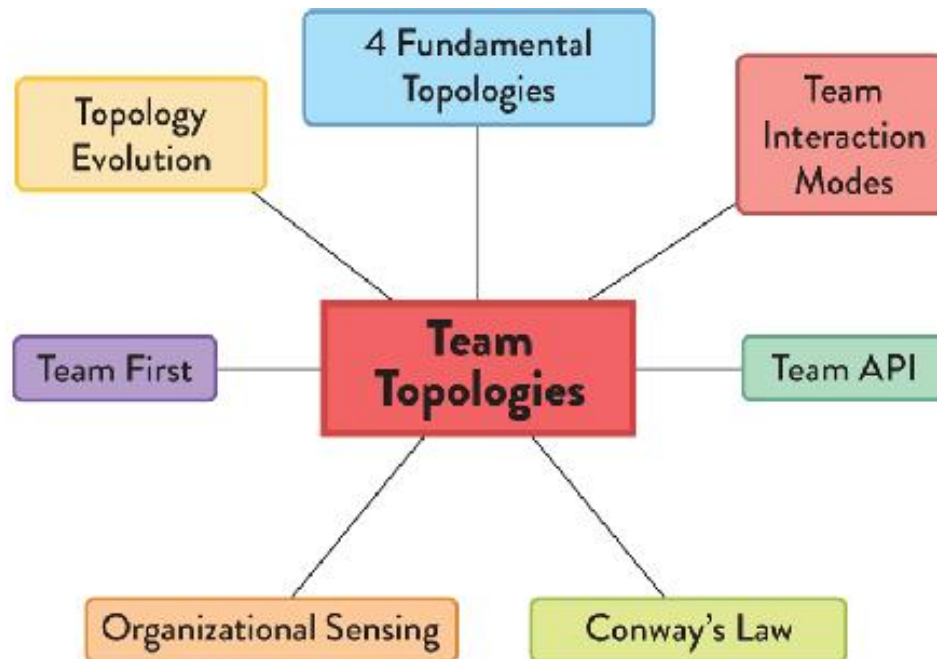 4 Fundamental
Topologies
Topology
Evolution
Team
Interaction
Modes
Team
Topologies
Team First
Team API
Organizational Sensing
Conway's Law